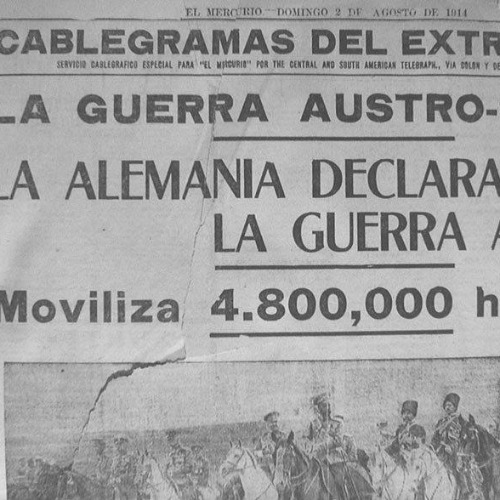 EL MERCURIO—DOMINGO 2 DE AGOSTO DE 1914
CABLEGRAMAS DEL EXTR
SERVICIO CABLEGRAFICO ESPECIAL PARA "EL MERCURIO" POR THE CENTRAL AND SOUTH AMERICAN TELEGRAPH, VIA COLON Y DE
LA GUERRA AUSTRO-
LA ALEMANIA DECLARA
LA GUERRA A
Moviliza 4.800,000 h